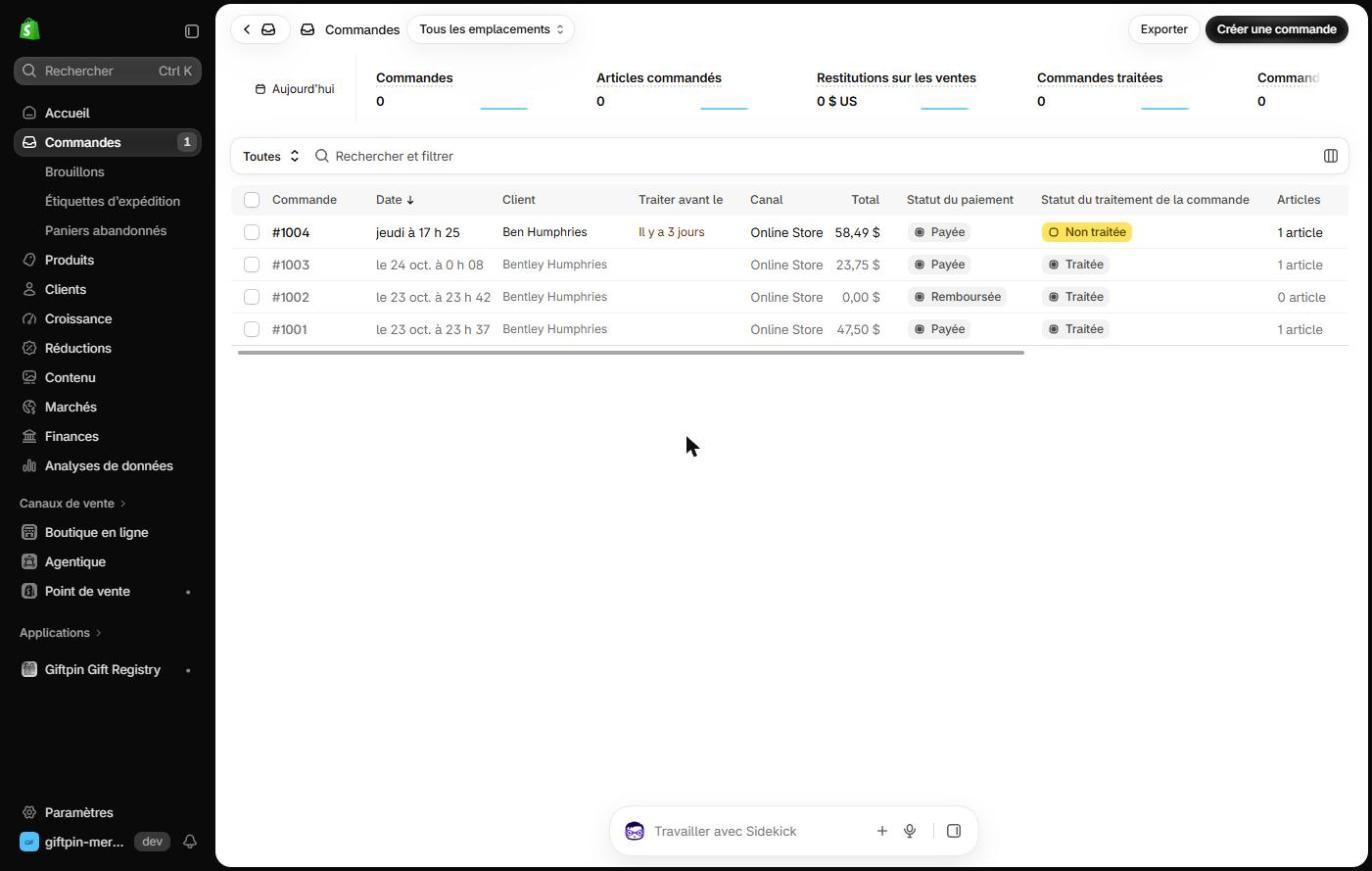 Rechercher Ctrl K
Accueil
Commandes 1
Brouillons
Étiquettes d'expédition
Paniers abandonnés
Produits
Clients
Croissance
Réductions
Contenu
Marchés
Finances
Analyses de données
Canaux de vente
Boutique en ligne
Agentique
Point de vente
Applications
Giftpin Gift Registry
Paramètres
giftpin-mer... dev
Commandes Tous les emplacements Exporter Créer une commande
Aujourd'hui
Commandes Articles commandés Restitutions sur les ventes Commandes traitées Command
0 0 0 $ US 0 0
Toutes Rechercher et filtrer
Commande Date Client Traiter avant le Canal Total Statut du paiement Statut du traitement de la commande Articles
#1004 jeudi à 17 h 25 Ben Humphries Il y a 3 jours Online Store 58,49 $ Payée Non traitée 1 article
#1003 le 24 oct. à 0 h 08 Bentley Humphries Online Store 23,75 $ Payée Traitée 1 article
#1002 le 23 oct. à 23 h 42 Bentley Humphries Online Store 0,00 $ Remboursée Traitée 0 article
#1001 le 23 oct. à 23 h 37 Bentley Humphries Online Store 47,50 $ Payée Traitée 1 article
Travailler avec Sidekick